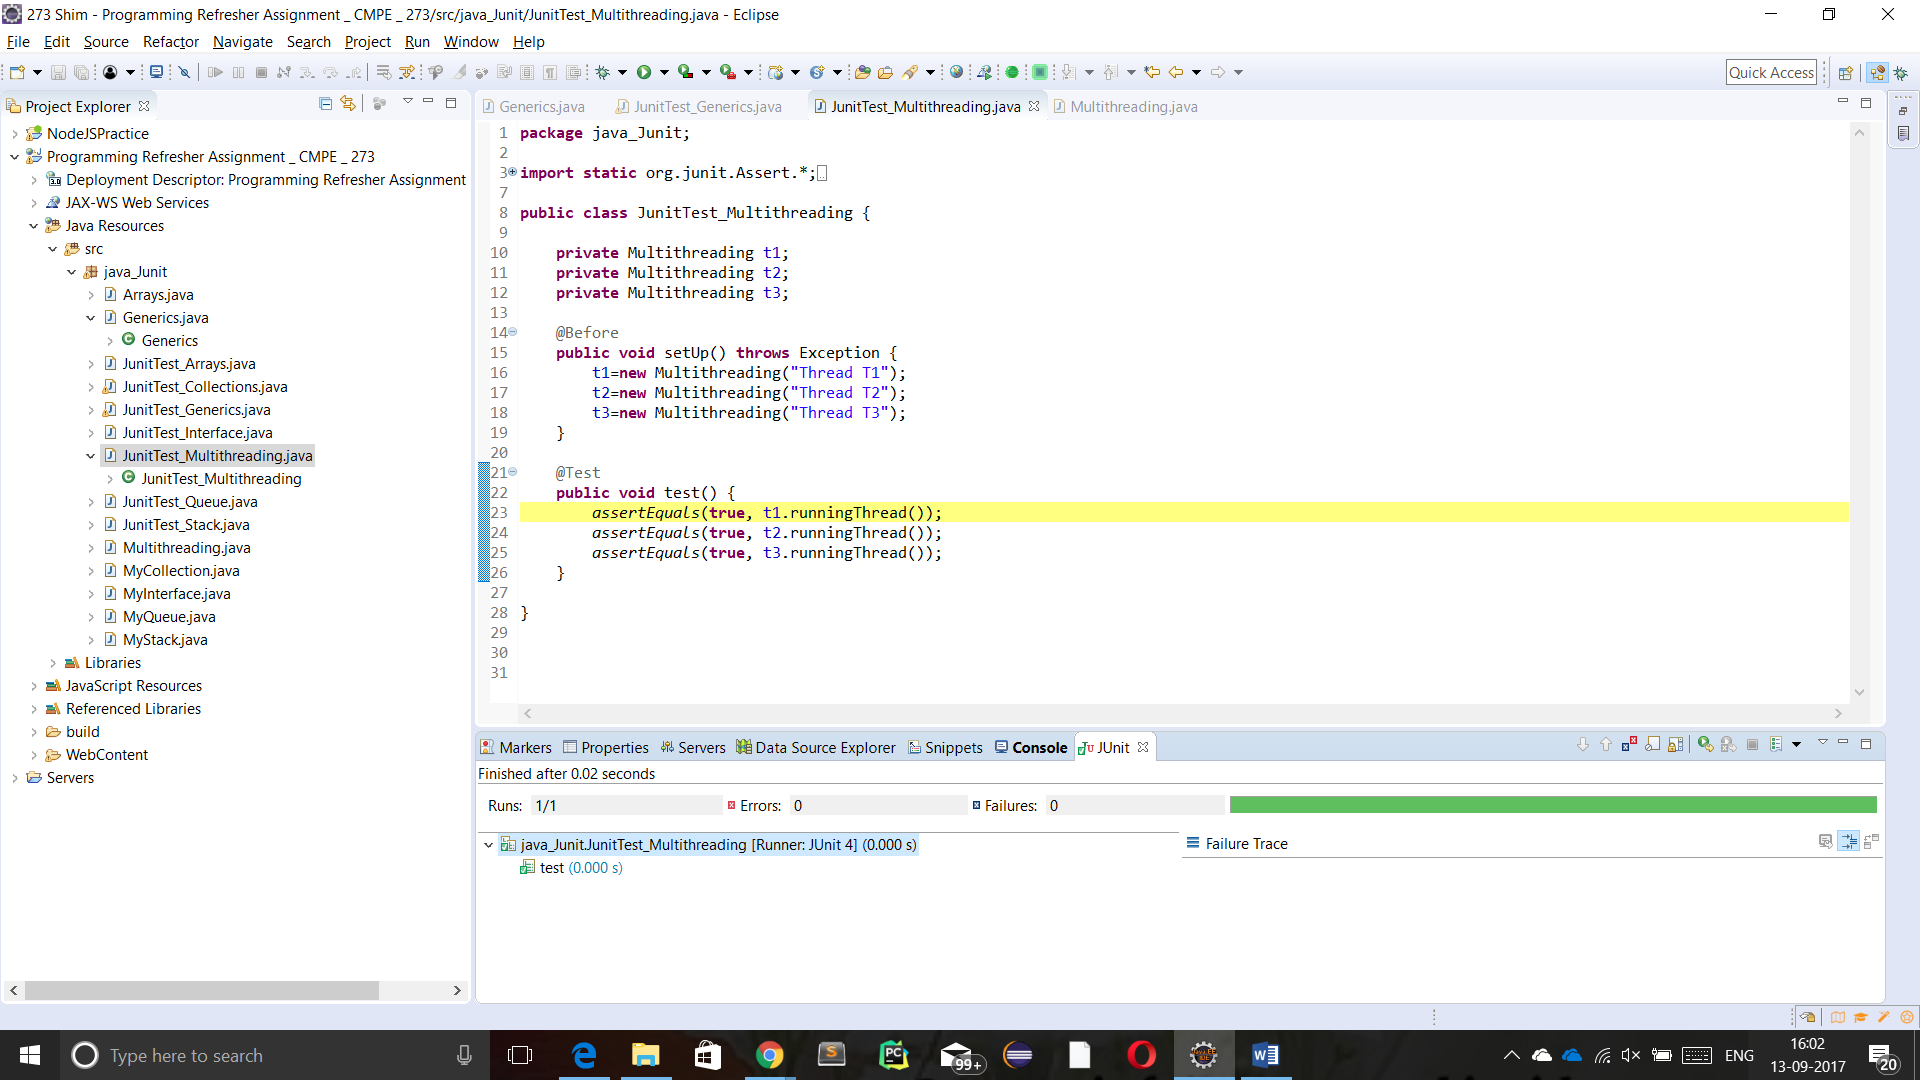 273 Shim - Programming Refresher Assignment _ CMPE _ 273/src/java_Junit/JunitTest_Multithreading.java - Eclipse
File Edit Source Refactor Navigate Search Project Run Window Help
Quick Access
Project Explorer
NodeJSPractice
Programming Refresher Assignment _ CMPE _ 273
Deployment Descriptor: Programming Refresher Assignment
JAX-WS Web Services
Java Resources
src
java_Junit
Arrays.java
Generics.java
Generics
JunitTest_Arrays.java
JunitTest_Collections.java
JunitTest_Generics.java
JunitTest_Interface.java
JunitTest_Multithreading.java
JunitTest_Multithreading
JunitTest_Queue.java
JunitTest_Stack.java
Multithreading.java
MyCollection.java
MyInterface.java
MyQueue.java
MyStack.java
Libraries
JavaScript Resources
Referenced Libraries
build
WebContent
Servers
Generics.java JunitTest_Generics.java JunitTest_Multithreading.java Multithreading.java
1 package java_Junit;
2
3 import static org.junit.Assert.*;
7
8 public class JunitTest_Multithreading {
9
10 private Multithreading t1;
11 private Multithreading t2;
12 private Multithreading t3;
13
14 @Before
15 public void setUp() throws Exception {
16 t1=new Multithreading("Thread T1");
17 t2=new Multithreading("Thread T2");
18 t3=new Multithreading("Thread T3");
19 }
20
21 @Test
22 public void test() {
23 assertEquals(true, t1.runningThread());
24 assertEquals(true, t2.runningThread());
25 assertEquals(true, t3.runningThread());
26 }
27
28 }
29
30
31
Markers Properties Servers Data Source Explorer Snippets Console JUnit
Finished after 0.02 seconds
Runs: 1/1 Errors: 0 Failures: 0
java_Junit.JunitTest_Multithreading [Runner: JUnit 4] (0.000 s)
test (0.000 s)
Failure Trace
Type here to search
99+
ENG
16:02
13-09-2017
20